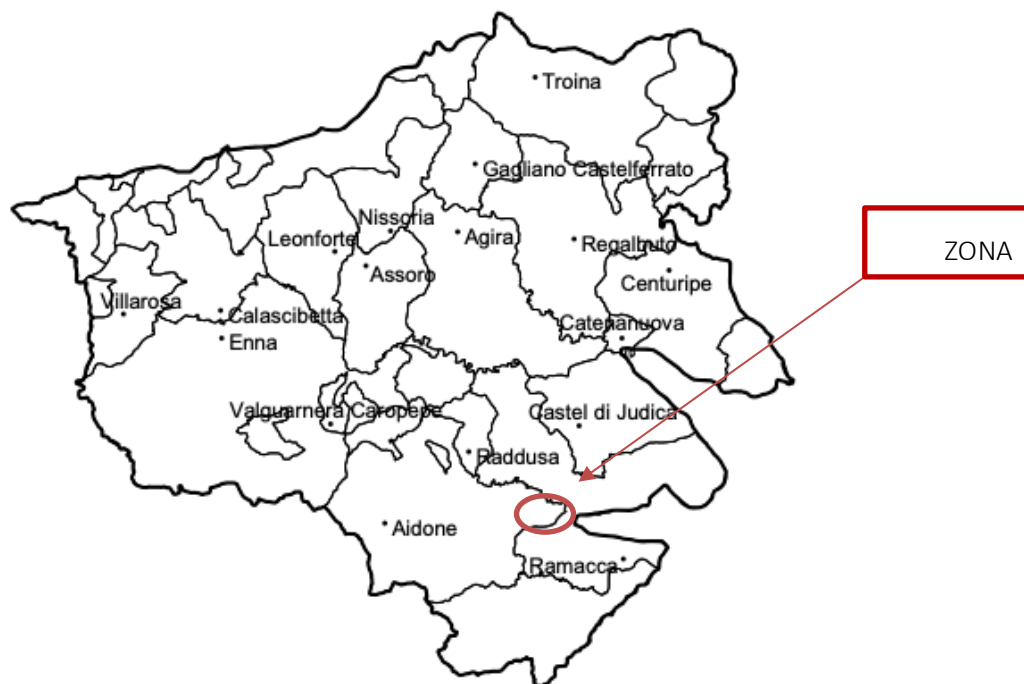 Troina
Gagliano Castelferrato
Nissoria
Leonforte
Agira
Regalbuto
ZONA
Assoro
Centuripe
Villarosa
Calascibetta
Catenanuova
Enna
Valguarnera Caropepe
Castel di Judica
Raddusa
Aidone
Ramacca